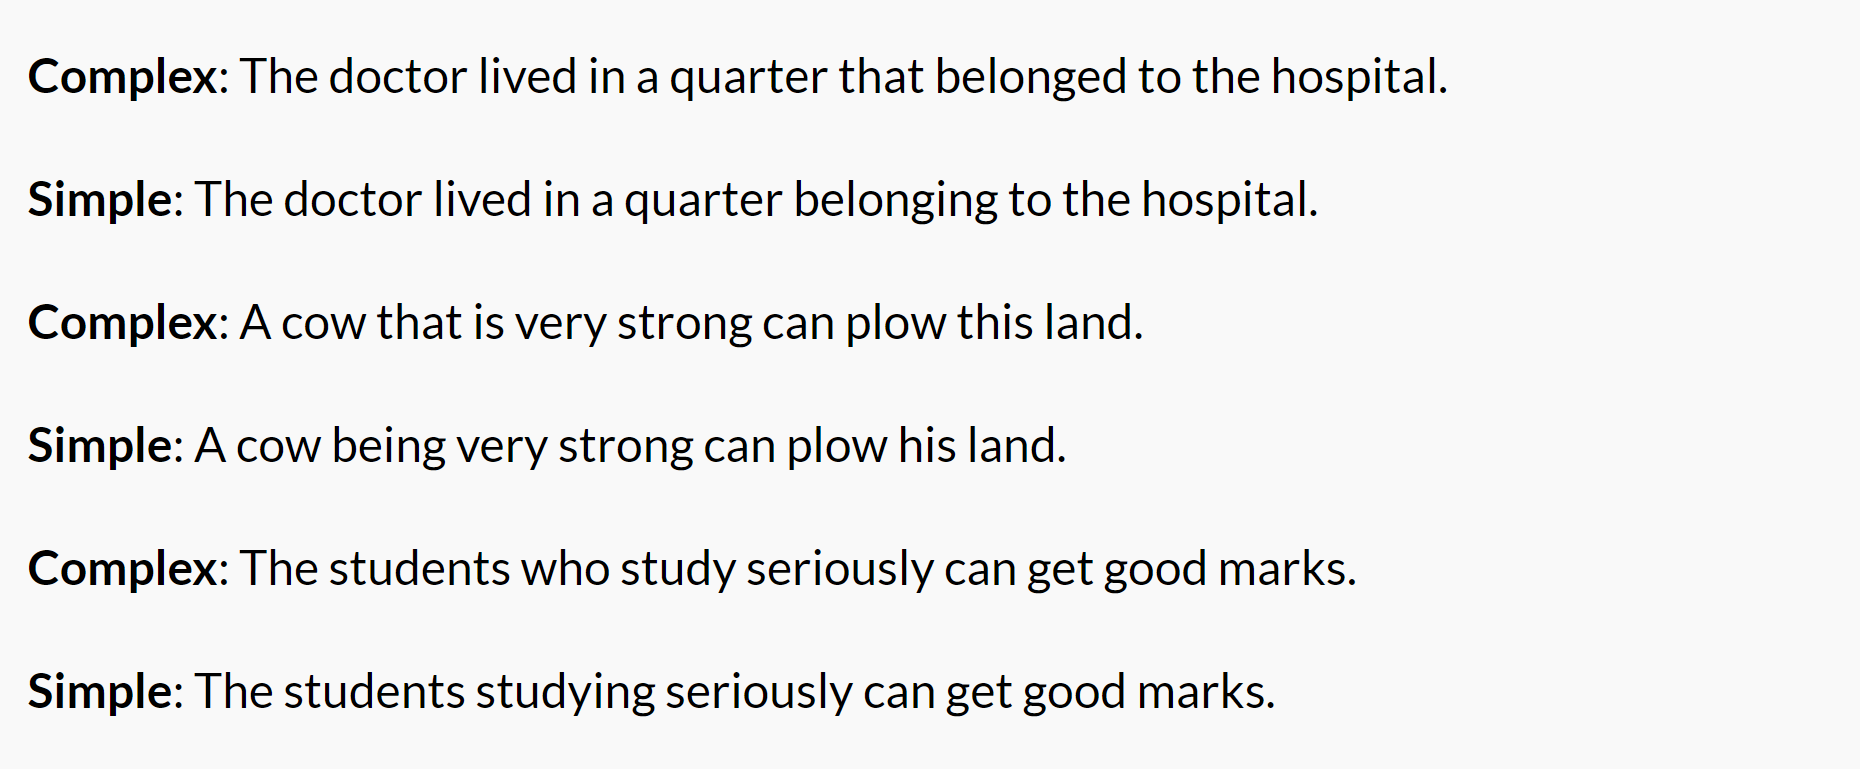 Complex: The doctor lived in a quarter that belonged to the hospital.
Simple: The doctor lived in a quarter belonging to the hospital.
Complex: A cow that is very strong can plow this land.
Simple: A cow being very strong can plow his land.
Complex: The students who study seriously can get good marks.
Simple: The students studying seriously can get good marks.